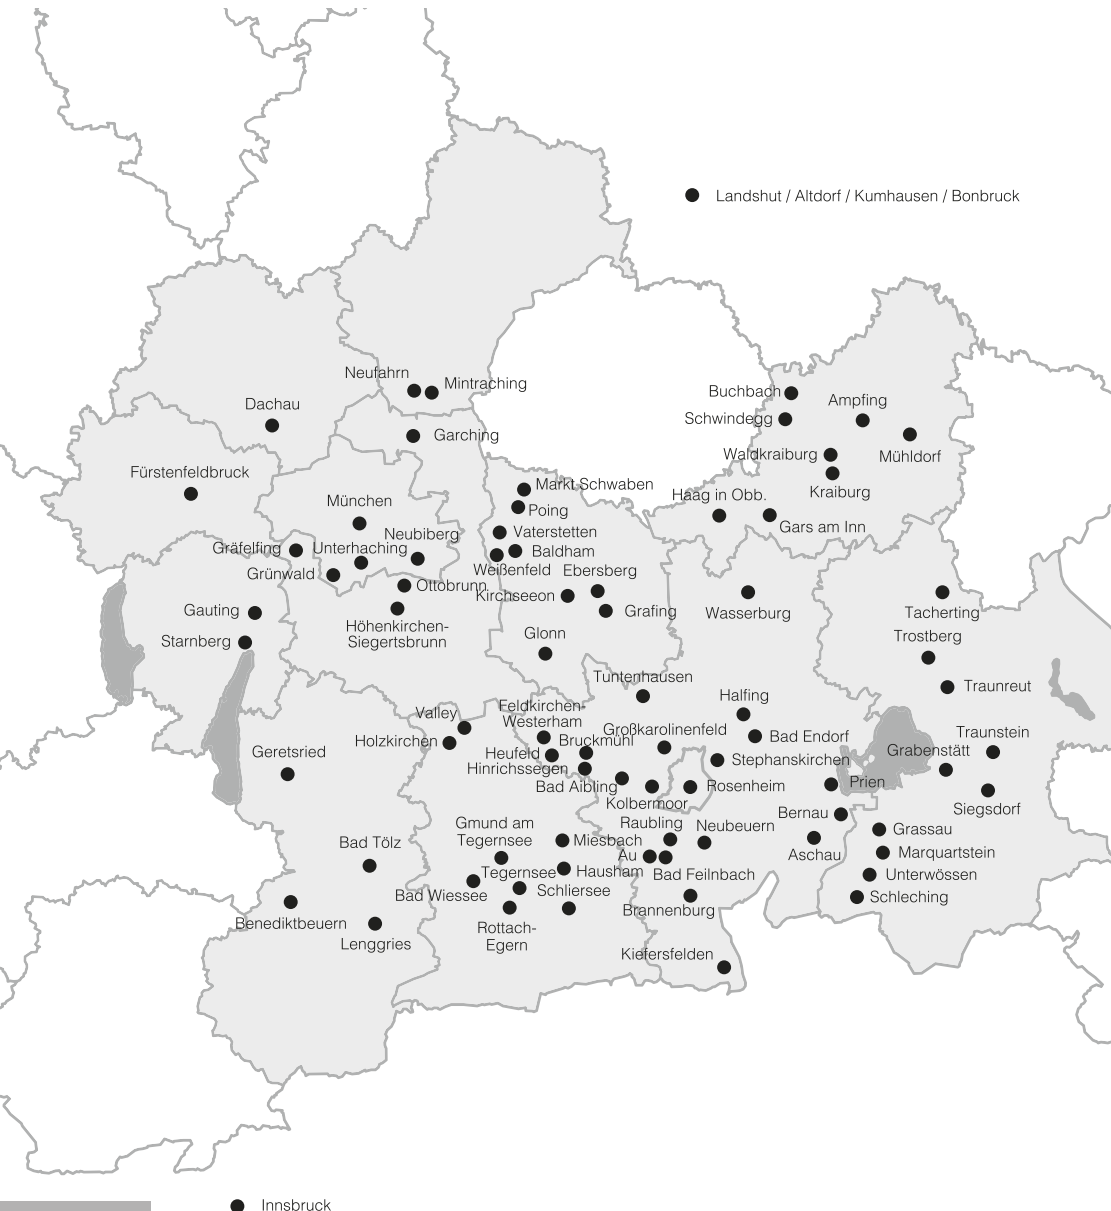 Landshut / Altdorf / Kumhausen / Bonbruck
Neufahrn
Mintraching
Buchbach
Ampfing
Dachau
Schwindegg
Garching
Waldkraiburg
Mühldorf
Fürstenfeldbruck
Markt Schwaben
Kraiburg
Haag in Obb.
München
Poing
Gars am Inn
Neubiberg
Vaterstetten
Gräfelfing
Unterhaching
Baldham
Grünwald
Weißenfeld
Ebersberg
Ottobrunn
Kirchseeon
Gauting
Grafing
Wasserburg
Tacherting
Höhenkirchen-
Siegertsbrunn
Starnberg
Glonn
Trostberg
Tuntenhausen
Traunreut
Halfing
Feldkirchen-
Westerham
Valley
Großkarolinenfeld
Traunstein
Holzkirchen
Bruckmühl
Bad Endorf
Geretsried
Heufeld
Grabenstätt
Hinrichssegen
Stephanskirchen
Bad Aibling
Rosenheim
Prien
Kolbermoor
Siegsdorf
Bernau
Gmund am
Tegernsee
Raubling
Neubeuern
Grassau
Bad Tölz
Miesbach
Au
Aschau
Marquartstein
Tegernsee
Hausham
Bad Feilnbach
Unterwössen
Bad Wiessee
Schliersee
Schleching
Benediktbeuern
Brannenburg
Lenggries
Rottach-
Egern
Kiefersfelden
Innsbruck